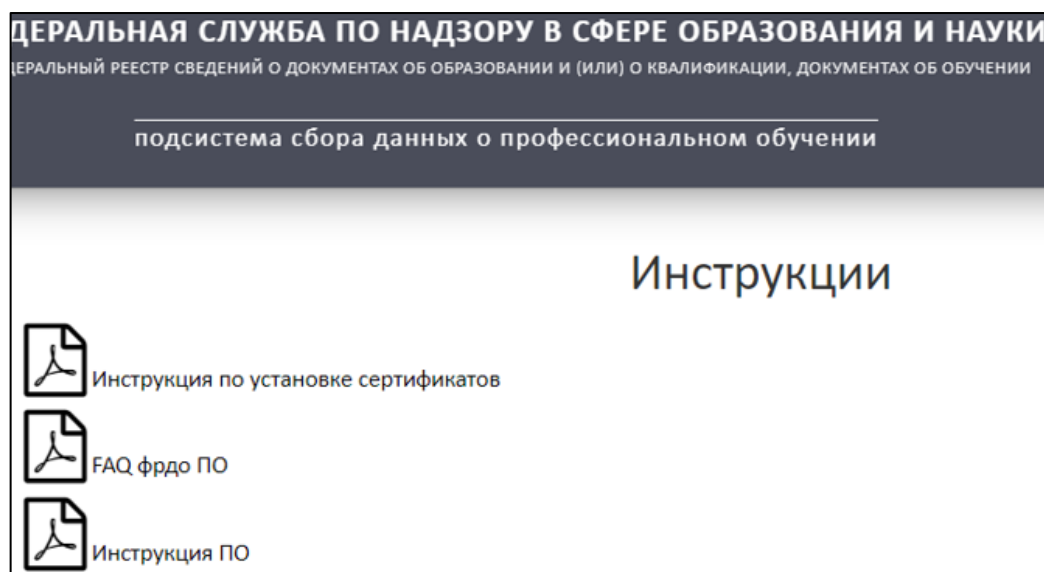 ДЕРАЛЬНАЯ СЛУЖБА ПО НАДЗОРУ В СФЕРЕ ОБРАЗОВАНИЯ И НАУКИ
ДЕРАЛЬНЫЙ РЕЕСТР СВЕДЕНИЙ О ДОКУМЕНТАХ ОБ ОБРАЗОВАНИИ И (ИЛИ) О КВАЛИФИКАЦИИ, ДОКУМЕНТАХ ОБ ОБУЧЕНИИ
подсистема сбора данных о профессиональном обучении
Инструкции
Инструкция по установке сертификатов
FAQ фрдо ПО
Инструкция ПО